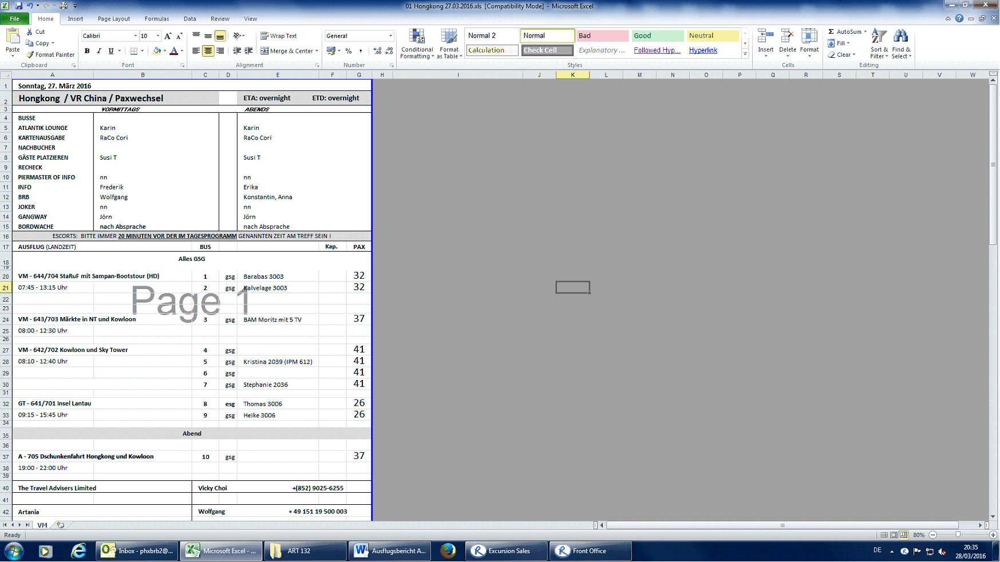 01 Hongkong 27.03.2016.xls [Compatibility Mode] - Microsoft Excel
File Home Insert Page Layout Formulas Data Review View
Paste Cut
Copy
Format Painter
Clipboard
Calibri 10
B I U
Font
Wrap Text
Merge & Center
Alignment
General
Number
Conditional Formatting
Format as Table
Normal 2 Normal Bad Good Neutral
Calculation Check Cell Explanatory ... Followed Hyp... Hyperlink
Styles
Insert Delete Format
Cells
AutoSum
Fill
Clear
Sort & Filter
Find & Select
Editing
A B C D E F G H I J K L M N O P Q R S T U V W
1 Sonntag, 27. März 2016
2 Hongkong / VR China / Paxwechsel ETA: overnight ETD: overnight
3 VORMITTAGS ABENDS
4 BUSSE
5 ATLANTIK LOUNGE Karin Karin
6 KARTENAUSGABE RaCo Cori RaCo Cori
7 NACHBUCHER
8 GÄSTE PLATZIEREN Susi T Susi T
9 RECHECK
10 PIERMASTER OF INFO nn nn
11 INFO Frederik Erika
12 BRB Wolfgang Konstantin, Anna
13 JOKER nn nn
14 GANGWAY Jörn Jörn
15 BORDWACHE nach Absprache nach Absprache
16 ESCORTS: BITTE IMMER 20 MINUTEN VOR DER IM TAGESPROGRAMM GENANNTEN ZEIT AM TREFF SEIN !
17 AUSFLUG (LANDZEIT) BUS Kap. PAX
18 Alles GSG
19
20 VM - 644/704 StaRuF mit Sampan-Bootstour (HD) 1 gsg Barabas 3003 32
21 07:45 - 13:15 Uhr 2 gsg Kalvelage 3003 32
Page 1
22
23
24 VM - 643/703 Märkte in NT und Kowloon 3 gsg BAM Moritz mit 5 TV 37
25 08:00 - 12:30 Uhr
26
27 VM - 642/702 Kowloon und Sky Tower 4 gsg 41
28 08:10 - 12:40 Uhr 5 gsg Kristina 2039 (IPM 612) 41
29 6 gsg 41
30 7 gsg Stephanie 2036 41
31
32 GT - 641/701 Insel Lantau 8 esg Thomas 3006 26
33 09:15 - 15:45 Uhr 9 gsg Heike 3006 26
34
35 Abend
36
37 A - 705 Dschunkenfahrt Hongkong und Kowloon 10 gsg 37
38 19:00 - 22:00 Uhr
39
40 The Travel Advisers Limited Vicky Choi +(852) 9025-6255
41
42 Artania Wolfgang + 49 151 19 500 003
VM
Ready 80%
Inbox - phxbrb2@... Microsoft Excel - ... ART 132 Ausflugsbericht A... Excursion Sales Front Office DE 20:35
28/03/2016